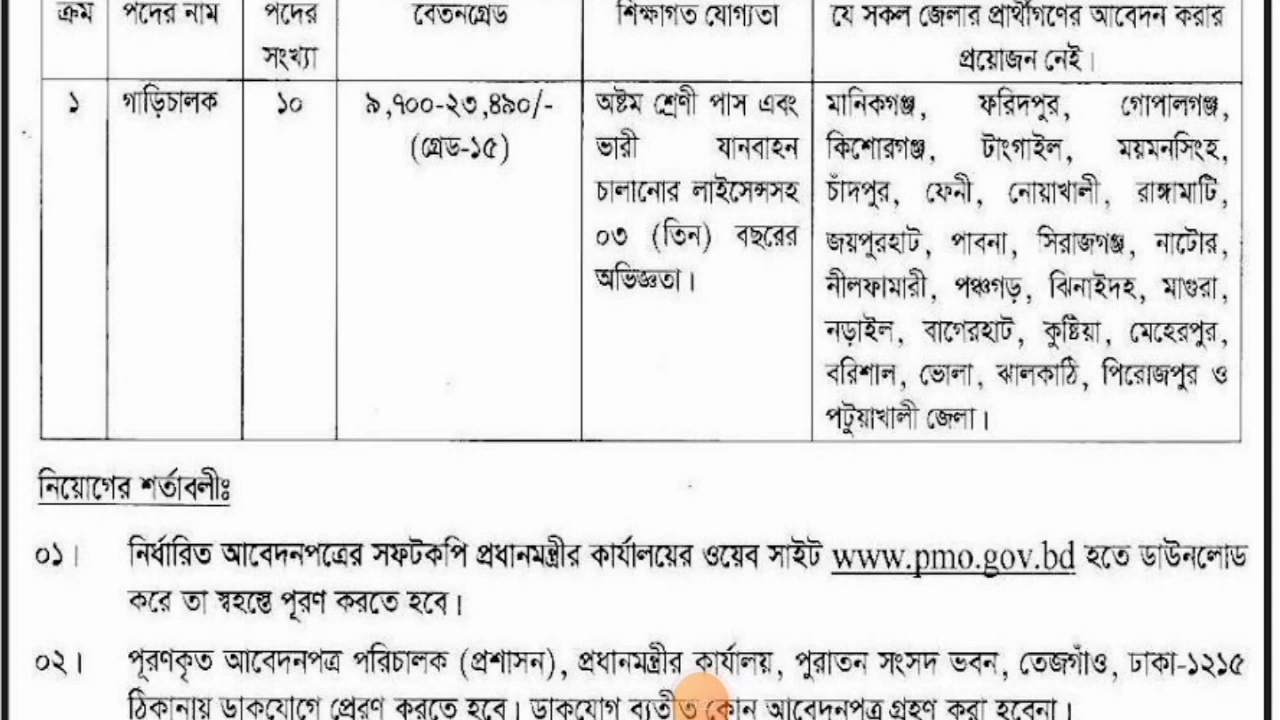 ক্রম পদের নাম পদের বেতনগ্রেড শিক্ষাগত যোগ্যতা যে সকল জেলার প্রার্থীগণের আবেদন করার
সংখ্যা প্রয়োজন নেই।
১ গাড়িচালক ১০ ৯,৭০০-২৩,৪৯০/- অষ্টম শ্রেণী পাস এবং মানিকগঞ্জ, ফরিদপুর, গোপালগঞ্জ,
(গ্রেড-১৫) ভারী যানবাহন কিশোরগঞ্জ, টাংগাইল, ময়মনসিংহ,
চালানোর লাইসেন্সসহ চাঁদপুর, ফেনী, নোয়াখালী, রাঙ্গামাটি,
০৩ (তিন) বছরের জয়পুরহাট, পাবনা, সিরাজগঞ্জ, নাটোর,
অভিজ্ঞতা। নীলফামারী, পঞ্চগড়, ঝিনাইদহ, মাগুরা,
নড়াইল, বাগেরহাট, কুষ্টিয়া, মেহেরপুর,
বরিশাল, ভোলা, ঝালকাঠি, পিরোজপুর ও
পটুয়াখালী জেলা।
নিয়োগের শর্তাবলীঃ
০১। নির্ধারিত আবেদনপত্রের সফটকপি প্রধানমন্ত্রীর কার্যালয়ের ওয়েব সাইট www.pmo.gov.bd হতে ডাউনলোড
করে তা স্বহস্তে পূরণ করতে হবে।
০২। পূরণকৃত আবেদনপত্র পরিচালক (প্রশাসন), প্রধানমন্ত্রীর কার্যালয়, পুরাতন সংসদ ভবন, তেজগাঁও, ঢাকা-১২১৫
ঠিকানায় ডাকযোগে প্রেরণ করতে হবে। ডাকযোগ ব্যতীত কোন আবেদনপত্র গ্রহণ করা হবেনা।